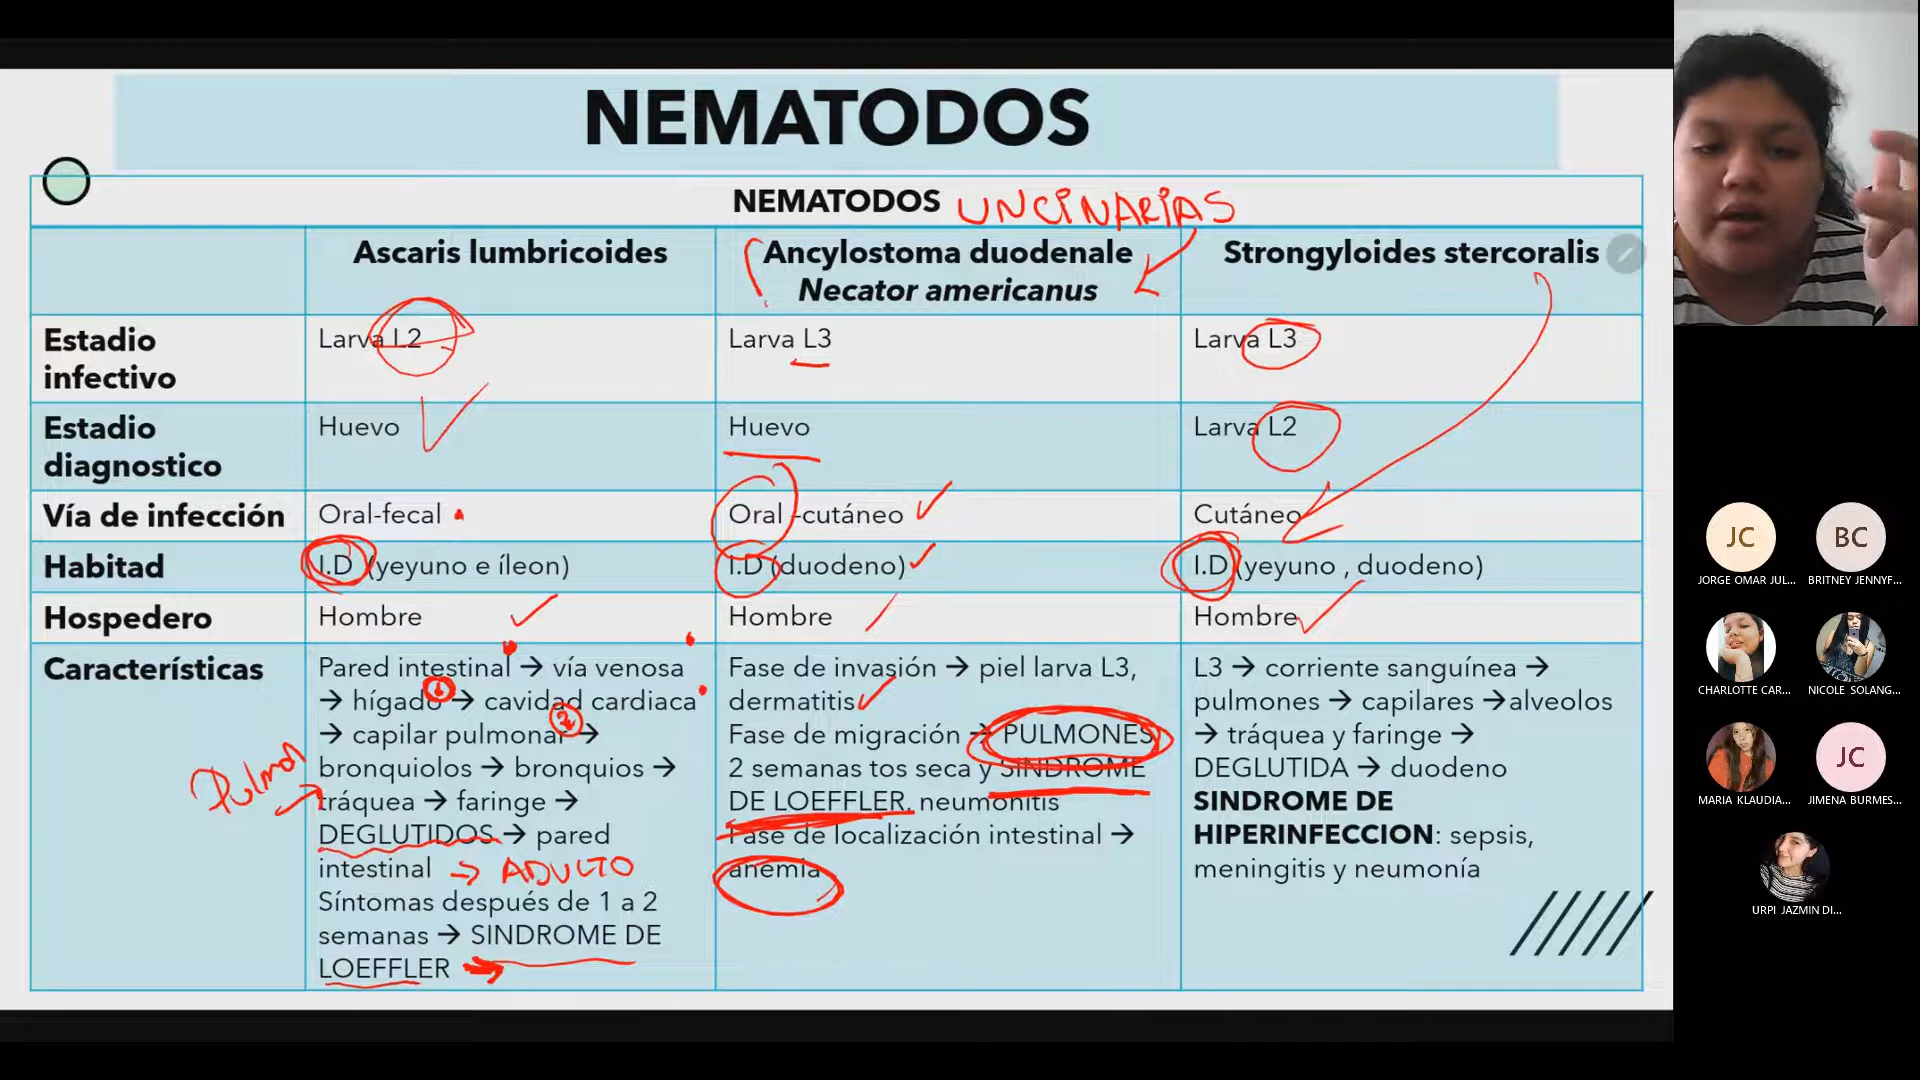 NEMATODOS
NEMATODOS UNCINARIAS
Ascaris lumbricoides
Ancylostoma duodenale
Necator americanus
Strongyloides stercoralis
Estadio
infectivo
Larva L2
Larva L3
Larva L3
Estadio
diagnostico
Huevo
Huevo
Larva L2
Vía de infección
Oral-fecal
Oral -cutáneo
Cutáneo
Habitad
I.D (yeyuno e íleon)
I.D (duodeno)
I.D (yeyuno , duodeno)
Hospedero
Hombre
Hombre
Hombre
Características
Pared intestinal → vía venosa
→ hígado → cavidad cardiaca
→ capilar pulmonar →
bronquiolos → bronquios →
tráquea → faringe →
DEGLUTIDOS → pared
intestinal → ADULTO
Síntomas después de 1 a 2
semanas → SINDROME DE
LOEFFLER →
1
2
Pulmon
→
Fase de invasión → piel larva L3,
dermatitis
Fase de migración → PULMONES
2 semanas tos seca y SINDROME
DE LOEFFLER. neumonitis
Fase de localización intestinal →
anemia
L3 → corriente sanguínea →
pulmones → capilares →alveolos
→ tráquea y faringe →
DEGLUTIDA → duodeno
SINDROME DE
HIPERINFECCION: sepsis,
meningitis y neumonía
JC
BC
JORGE OMAR JUL...
BRITNEY JENNYF...
CHARLOTTE CAR...
NICOLE SOLANG...
JC
MARIA KLAUDIA...
JIMENA BURMES...
URPI JAZMIN DI...